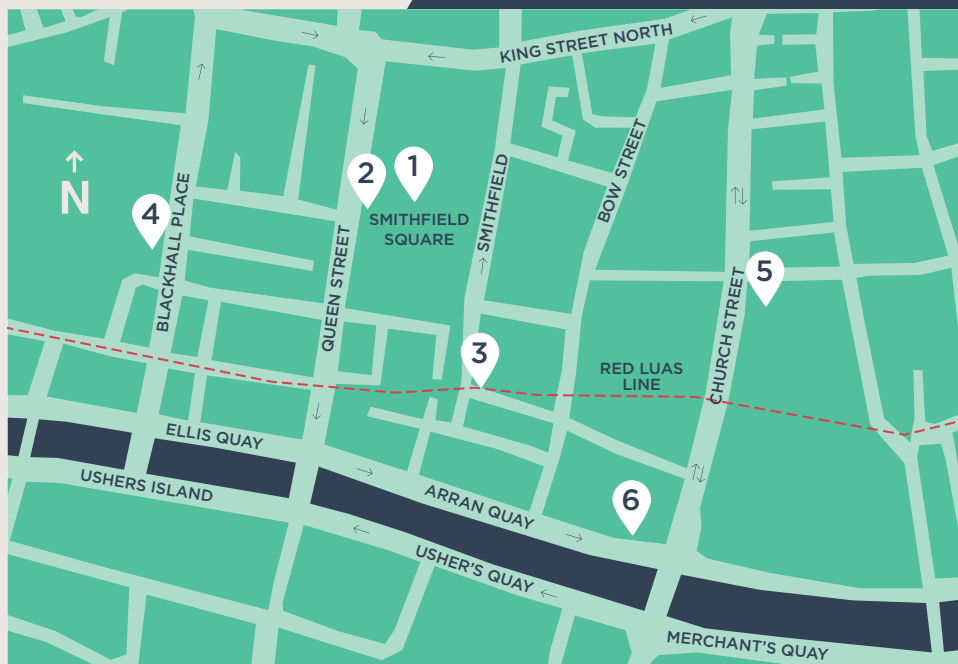 KING STREET NORTH
N
1
2
4
SMITHFIELD
SQUARE
SMITHFIELD
BOW STREET
BLACKHALL PLACE
QUEEN STREET
5
CHURCH STREET
3
RED LUAS
LINE
ELLIS QUAY
USHERS ISLAND
ARRAN QUAY
6
USHER'S QUAY
MERCHANT'S QUAY